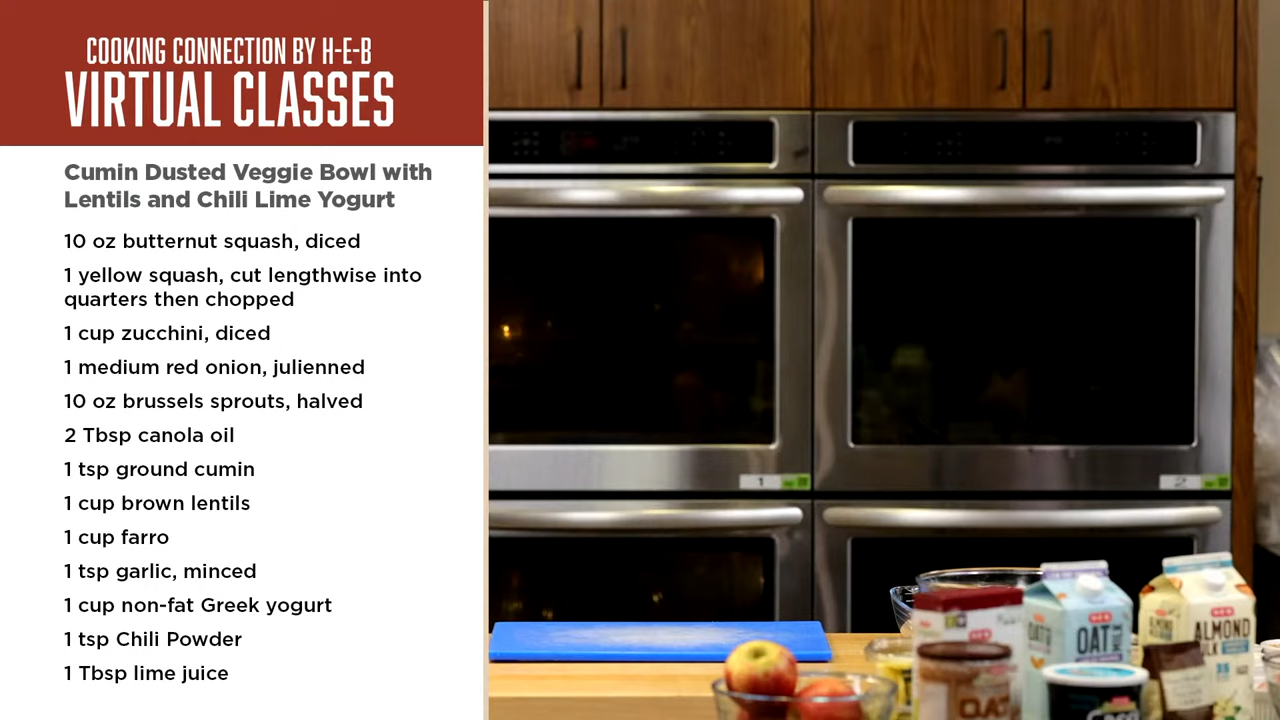 COOKING CONNECTION BY H-E-B
VIRTUAL CLASSES
Cumin Dusted Veggie Bowl with
Lentils and Chili Lime Yogurt
10 oz butternut squash, diced
1 yellow squash, cut lengthwise into
quarters then chopped
1 cup zucchini, diced
1 medium red onion, julienned
10 oz brussels sprouts, halved
2 Tbsp canola oil
1 tsp ground cumin
1 cup brown lentils
1 cup farro
1 tsp garlic, minced
1 cup non-fat Greek yogurt
1 tsp Chili Powder
1 Tbsp lime juice
1
2
OAT
ALMOND
OAT